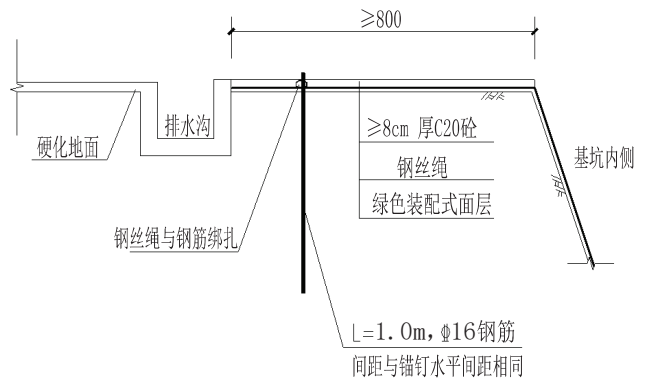 ≥800
排水沟
硬化地面
≥8cm 厚C20砼
钢丝绳
绿色装配式面层
基坑内侧
钢丝绳与钢筋绑扎
L=1.0m,Φ16钢筋
间距与锚钉水平间距相同